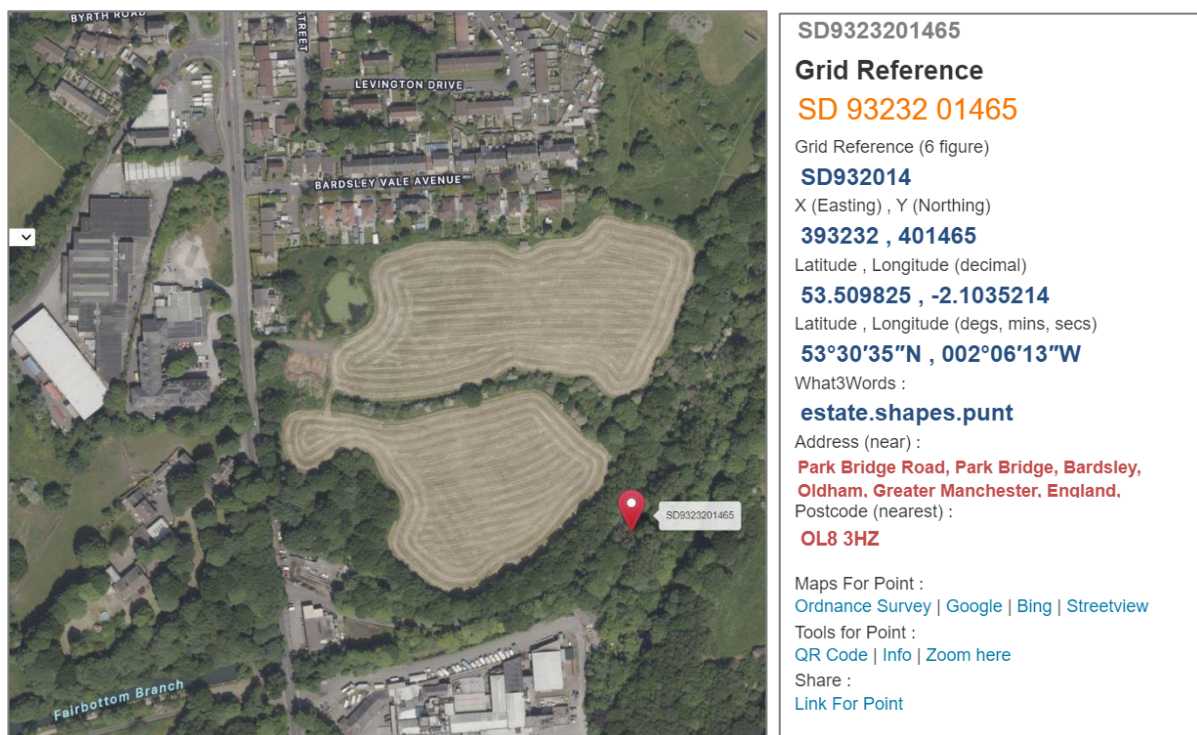 BYRTH ROAD
STREET
LEVINGTON DRIVE
BARDSLEY VALE AVENUE
SD9323201465
Fairbottom Branch
SD9323201465
Grid Reference
SD 93232 01465
Grid Reference (6 figure)
SD932014
X (Easting) , Y (Northing)
393232 , 401465
Latitude , Longitude (decimal)
53.509825 , -2.1035214
Latitude , Longitude (degs, mins, secs)
53°30′35″N , 002°06′13″W
What3Words :
estate.shapes.punt
Address (near) :
Park Bridge Road, Park Bridge, Bardsley,
Oldham, Greater Manchester, England,
Postcode (nearest) :
OL8 3HZ
Maps For Point :
Ordnance Survey | Google | Bing | Streetview
Tools for Point :
QR Code | Info | Zoom here
Share :
Link For Point